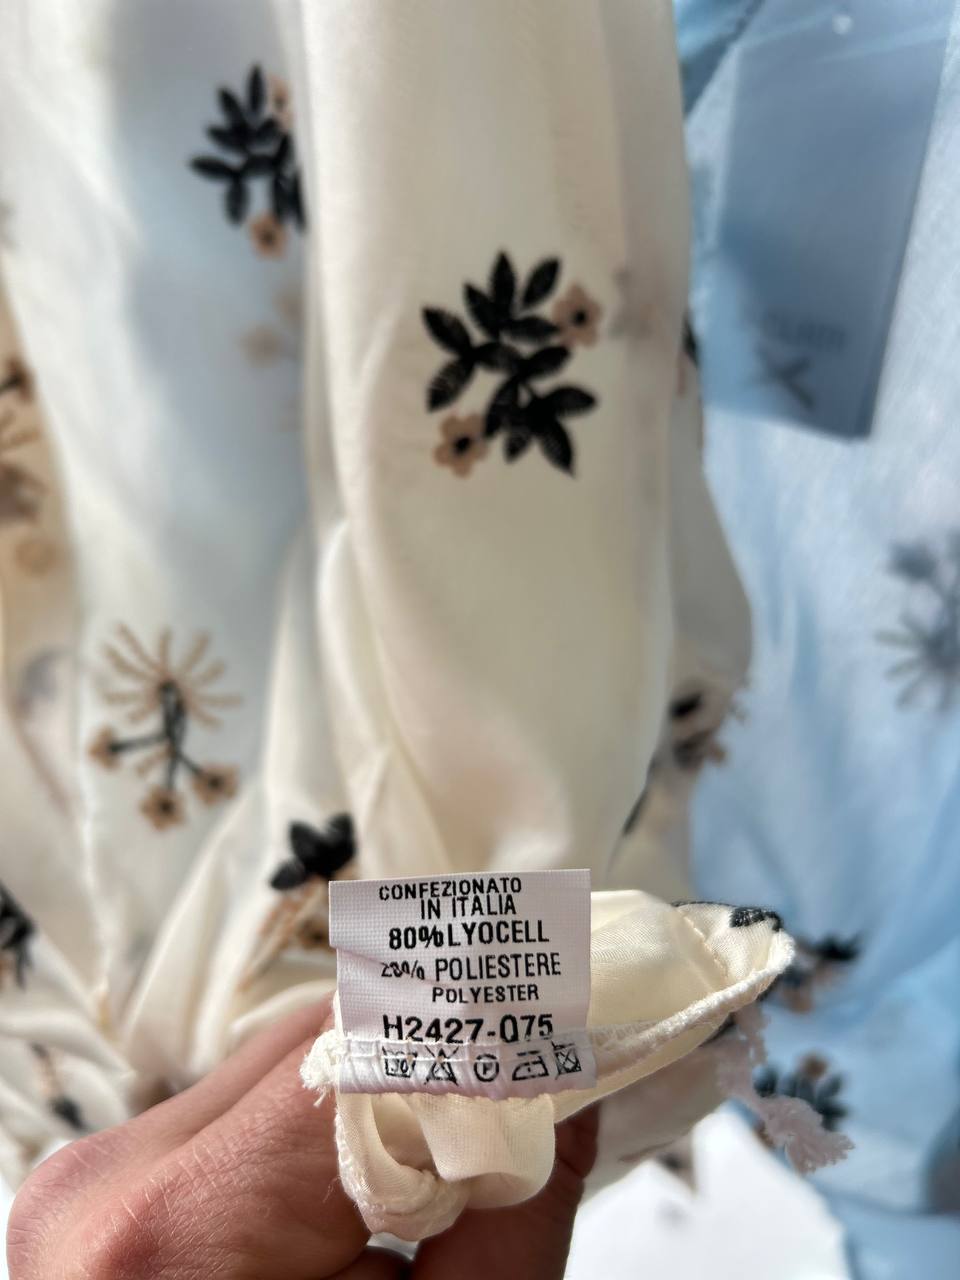 CONFEZIONATO
IN ITALIA
80% LYOCELL
20% POLIESTERE
POLYESTER
H2427-075
P